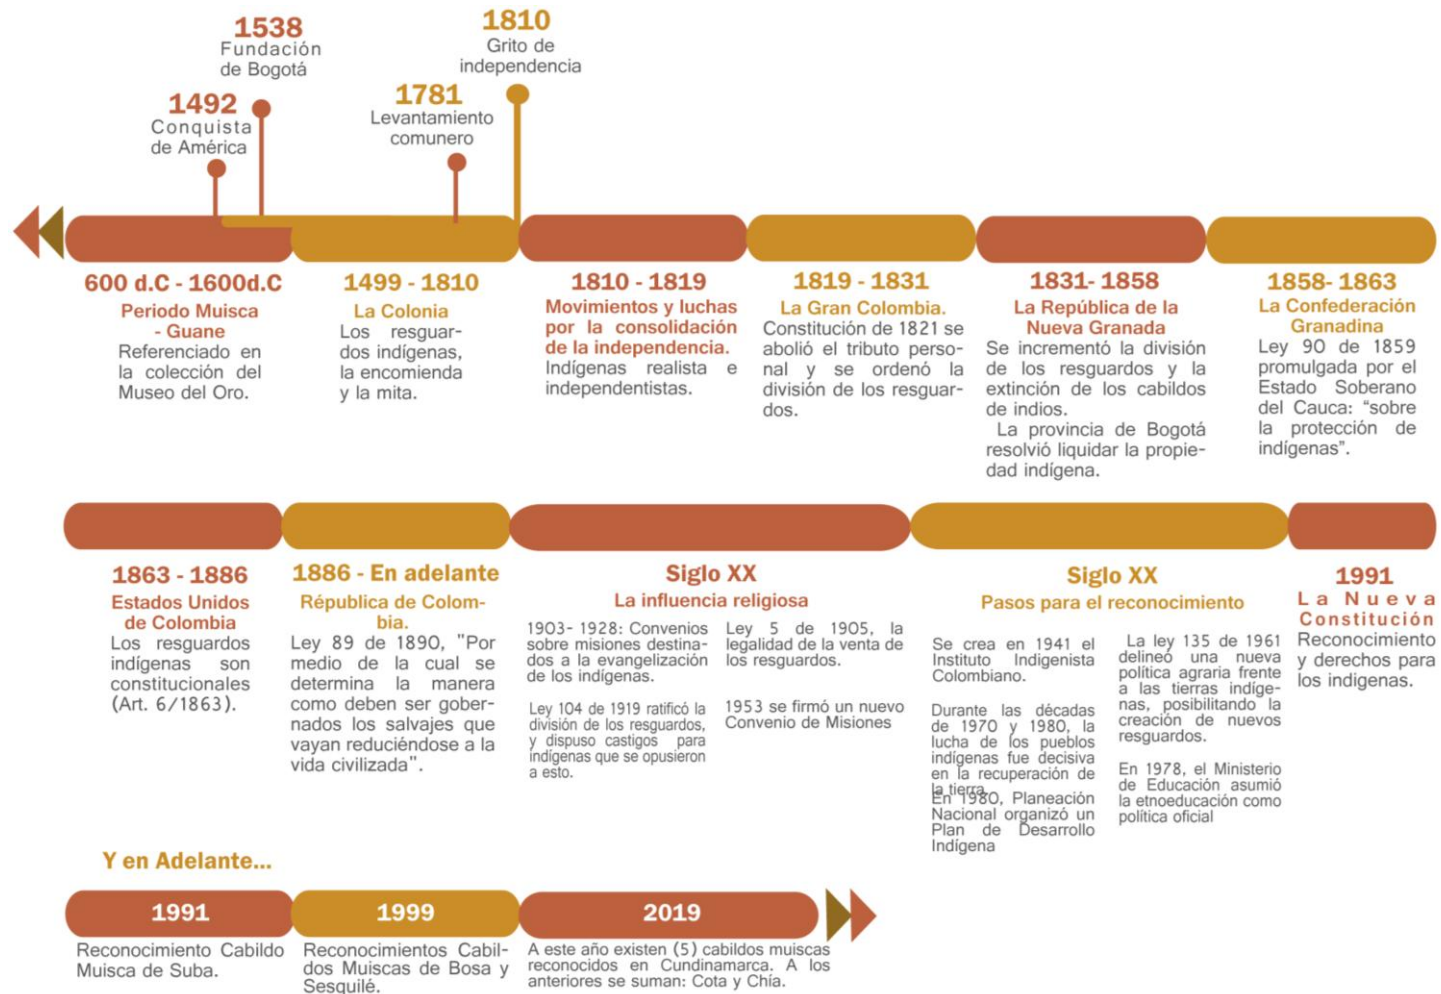 1538
Fundación
de Bogotá
1810
Grito de
independencia
1492
Conquista
de América
1781
Levantamiento
comunero
600 d.C - 1600d.C
Periodo Muisca
- Guane
Referenciado en
la colección del
Museo del Oro.
1499 - 1810
La Colonia
Los resguar-
dos indígenas,
la encomienda
y la mita.
1810 - 1819
Movimientos y luchas
por la consolidación
de la independencia.
Indígenas realista e
independentistas.
1819 - 1831
La Gran Colombia.
Constitución de 1821 se
abolió el tributo perso-
nal y se ordenó la
división de los resguar-
dos.
1831- 1858
La República de la
Nueva Granada
Se incrementó la división
de los resguardos y la
extinción de los cabildos
de indios.
La provincia de Bogotá
resolvió liquidar la propie-
dad indígena.
1858- 1863
La Confederación
Granadina
Ley 90 de 1859
promulgada por el
Estado Soberano
del Cauca: “sobre
la protección de
indígenas”.
1863 - 1886
Estados Unidos
de Colombia
Los resguardos
indígenas son
constitucionales
(Art. 6/1863).
1886 - En adelante
Répública de Colom-
bia.
Ley 89 de 1890, "Por
medio de la cual se
determina la manera
como deben ser gober-
nados los salvajes que
vayan reduciéndose a la
vida civilizada".
Siglo XX
La influencia religiosa
1903- 1928: Convenios
sobre misiones destina-
dos a la evangelización
de los indígenas.
Ley 104 de 1919 ratificó la
división de los resguardos,
y dispuso castigos para
indígenas que se opusieron
a esto.
Ley 5 de 1905, la
legalidad de la venta de
los resguardos.
1953 se firmó un nuevo
Convenio de Misiones
Siglo XX
Pasos para el reconocimiento
Se crea en 1941 el
Instituto Indigenista
Colombiano.
Durante las décadas
de 1970 y 1980, la
lucha de los pueblos
indígenas fue decisiva
en la recuperación de
la tierra.
En 1980, Planeación
Nacional organizó un
Plan de Desarrollo
Indígena
La ley 135 de 1961
delineó una nueva
política agraria frente
a las tierras indíge-
nas, posibilitando la
creación de nuevos
resguardos.
En 1978, el Ministerio
de Educación asumió
la etnoeducación como
política oficial
1991
La Nueva
Constitución
Reconocimiento
y derechos para
los indigenas.
Y en Adelante...
1991
Reconocimiento Cabildo
Muisca de Suba.
1999
Reconocimientos Cabil-
dos Muiscas de Bosa y
Sesquilé.
2019
A este año existen (5) cabildos muiscas
reconocidos en Cundinamarca. A los
anteriores se suman: Cota y Chía.